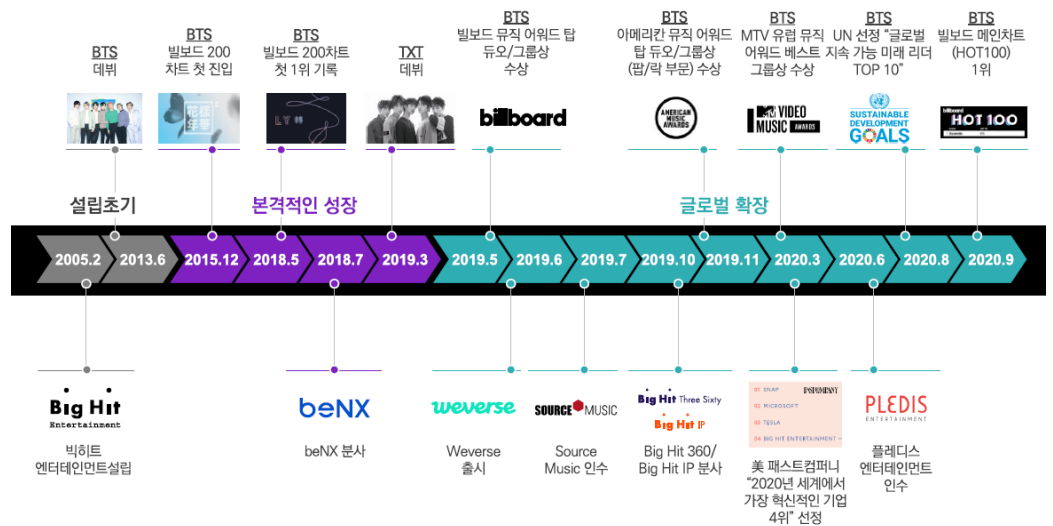 BTS
데뷔
BTS
빌보드 200
차트 첫 진입
BTS
빌보드 200차트
첫 1위 기록
TXT
데뷔
BTS
빌보드 뮤직 어워드 탑
듀오/그룹상
수상
BTS
아메리칸 뮤직 어워드
탑 듀오/그룹상
(팝/락 부문) 수상
BTS
MTV 유럽 뮤직
어워드 베스트
그룹상 수상
BTS
UN 선정 “글로벌
지속 가능 미래 리더
TOP 10”
BTS
빌보드 메인차트
(HOT100)
1위
花樣
年華
billboard
AMERICAN
MUSIC
AWARDS
MTV VIDEO
MUSIC AWARDS
SUSTAINABLE
DEVELOPMENT
GOALS
billboard
HOT 100
설립초기
본격적인 성장
글로벌 확장
2005.2
2013.6
2015.12
2018.5
2018.7
2019.3
2019.5
2019.6
2019.7
2019.10
2019.11
2020.3
2020.6
2020.8
2020.9
Big Hit
Entertainment
빅히트
엔터테인먼트설립
beNX
beNX 분사
weverse
Weverse
출시
SOURCE MUSIC
Source
Music 인수
Big Hit Three Sixty
Big Hit IP
Big Hit 360/
Big Hit IP 분사
FAST COMPANY
01 SNAP
02 MICROSOFT
03 TESLA
04 BIG HIT ENTERTAINMENT
美 패스트컴퍼니
“2020년 세계에서
가장 혁신적인 기업
4위” 선정
PLEDIS
ENTERTAINMENT
플레디스
엔터테인먼트
인수